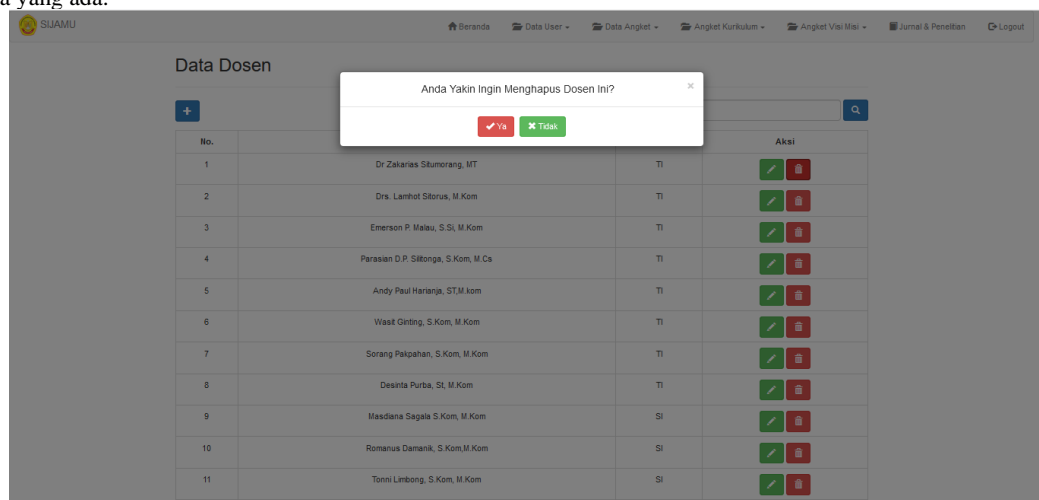 a yang ada.
SIJAMU Beranda Data User Data Angket Angket Kurikulum Angket Visi Misi Jurnal & Penelitian Logout
Data Dosen
Anda Yakin Ingin Menghapus Dosen Ini? ×
Ya Tidak
No. Aksi
1 Dr Zakarias Situmorang, MT TI
2 Drs. Lamhot Sitorus, M.Kom TI
3 Emerson P. Malau, S.Si, M.Kom TI
4 Parasian D.P. Silitonga, S.Kom, M.Cs TI
5 Andy Paul Harianja, ST,M.kom TI
6 Wasit Ginting, S.Kom, M.Kom TI
7 Sorang Pakpahan, S.Kom, M.Kom TI
8 Desinta Purba, St, M.Kom TI
9 Masdiana Sagala S.Kom, M.Kom SI
10 Romanus Damanik, S.Kom,M.Kom SI
11 Tonni Limbong, S.Kom, M.Kom SI